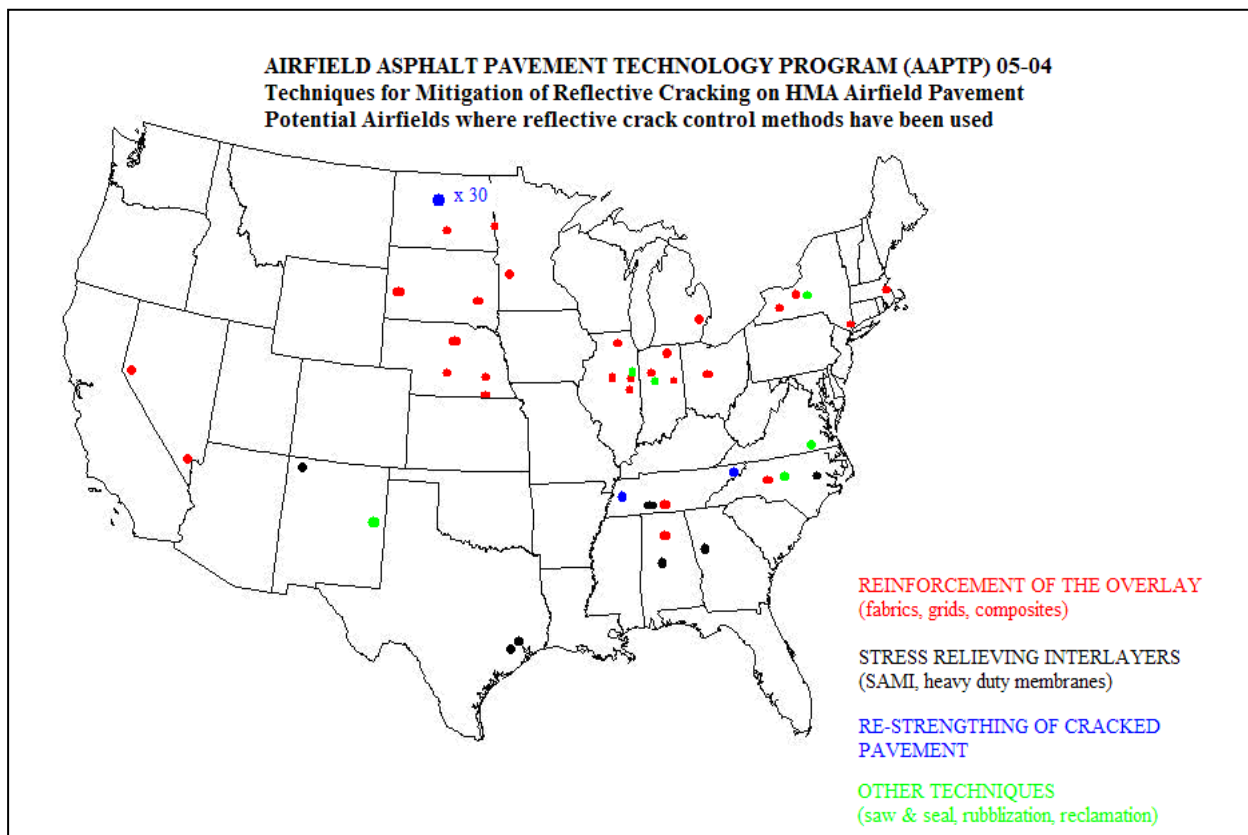 AIRFIELD ASPHALT PAVEMENT TECHNOLOGY PROGRAM (AAPTP) 05-04
Techniques for Mitigation of Reflective Cracking on HMA Airfield Pavement
Potential Airfields where reflective crack control methods have been used
x 30
REINFORCEMENT OF THE OVERLAY
(fabrics, grids, composites)
STRESS RELIEVING INTERLAYERS
(SAMI, heavy duty membranes)
RE-STRENGTHING OF CRACKED
PAVEMENT
OTHER TECHNIQUES
(saw & seal, rubblization, reclamation)